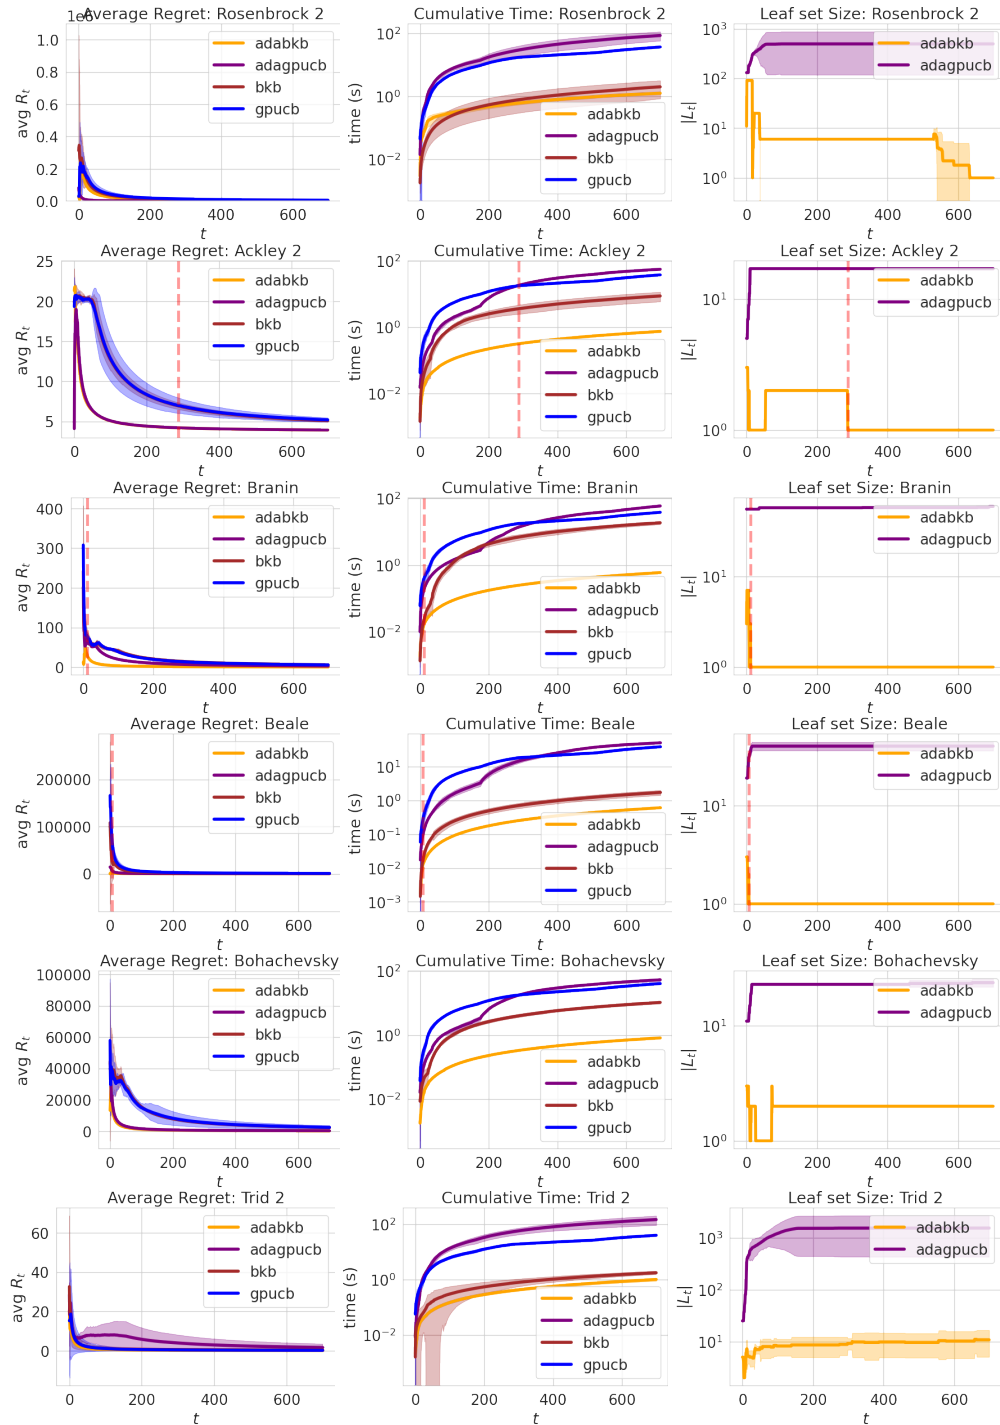 Average Regret: Rosenbrock 2
1e6
1.0
0.8
0.6
0.4
0.2
0.0
avg Rt
0 200 400 600
t
adabkb
adagpucb
bkb
gpucb
Cumulative Time: Rosenbrock 2
10^2
10^0
10^−2
time (s)
0 200 400 600
t
adabkb
adagpucb
bkb
gpucb
Leaf set Size: Rosenbrock 2
10^3
10^2
10^1
10^0
|Lt|
0 200 400 600
t
adabkb
adagpucb
Average Regret: Ackley 2
25
20
15
10
5
avg Rt
0 200 400 600
t
adabkb
adagpucb
bkb
gpucb
Cumulative Time: Ackley 2
10^2
10^0
10^−2
time (s)
0 200 400 600
t
adabkb
adagpucb
bkb
gpucb
Leaf set Size: Ackley 2
10^1
10^0
|Lt|
0 200 400 600
t
adabkb
adagpucb
Average Regret: Branin
400
300
200
100
0
avg Rt
0 200 400 600
t
adabkb
adagpucb
bkb
gpucb
Cumulative Time: Branin
10^2
10^0
10^−2
time (s)
0 200 400 600
t
adabkb
adagpucb
bkb
gpucb
Leaf set Size: Branin
10^1
10^0
|Lt|
0 200 400 600
t
adabkb
adagpucb
Average Regret: Beale
200000
100000
0
avg Rt
0 200 400 600
t
adabkb
adagpucb
bkb
gpucb
Cumulative Time: Beale
10^1
10^0
10^−1
10^−2
10^−3
time (s)
0 200 400 600
t
adabkb
adagpucb
bkb
gpucb
Leaf set Size: Beale
10^1
10^0
|Lt|
0 200 400 600
t
adabkb
adagpucb
Average Regret: Bohachevsky
100000
80000
60000
40000
20000
0
avg Rt
0 200 400 600
t
adabkb
adagpucb
bkb
gpucb
Cumulative Time: Bohachevsky
10^2
10^0
10^−2
time (s)
0 200 400 600
t
adabkb
adagpucb
bkb
gpucb
Leaf set Size: Bohachevsky
10^1
10^0
|Lt|
0 200 400 600
t
adabkb
adagpucb
Average Regret: Trid 2
60
40
20
0
avg Rt
0 200 400 600
t
adabkb
adagpucb
bkb
gpucb
Cumulative Time: Trid 2
10^2
10^0
10^−2
time (s)
0 200 400 600
t
adabkb
adagpucb
bkb
gpucb
Leaf set Size: Trid 2
10^3
10^2
10^1
|Lt|
0 200 400 600
t
adabkb
adagpucb